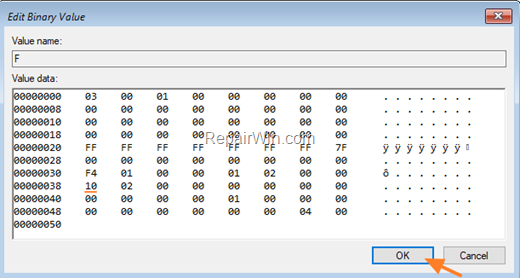 Edit Binary Value
Value name:
F
Value data:
00000000 03 00 01 00 00 00 00 00 . . . . . . . .
00000008 00 00 00 00 00 00 00 00 . . . . . . . .
00000010 00 00 00 00 00 00 00 00 . . . . . . . .
00000018 00 00 00 00 00 00 00 00 . . . . . . . .
RepairWin.com
00000020 FF FF FF FF FF FF FF 7F ÿ ÿ ÿ ÿ ÿ ÿ ÿ
00000028 00 00 00 00 00 00 00 00 . . . . . . . .
00000030 F4 01 00 00 01 02 00 00 ô . . . . . . .
00000038 10 02 00 00 00 00 00 00 . . . . . . . .
00000040 00 00 00 00 01 00 00 00 . . . . . . . .
00000048 00 00 00 00 00 00 04 00 . . . . . . . .
00000050
OK Cancel